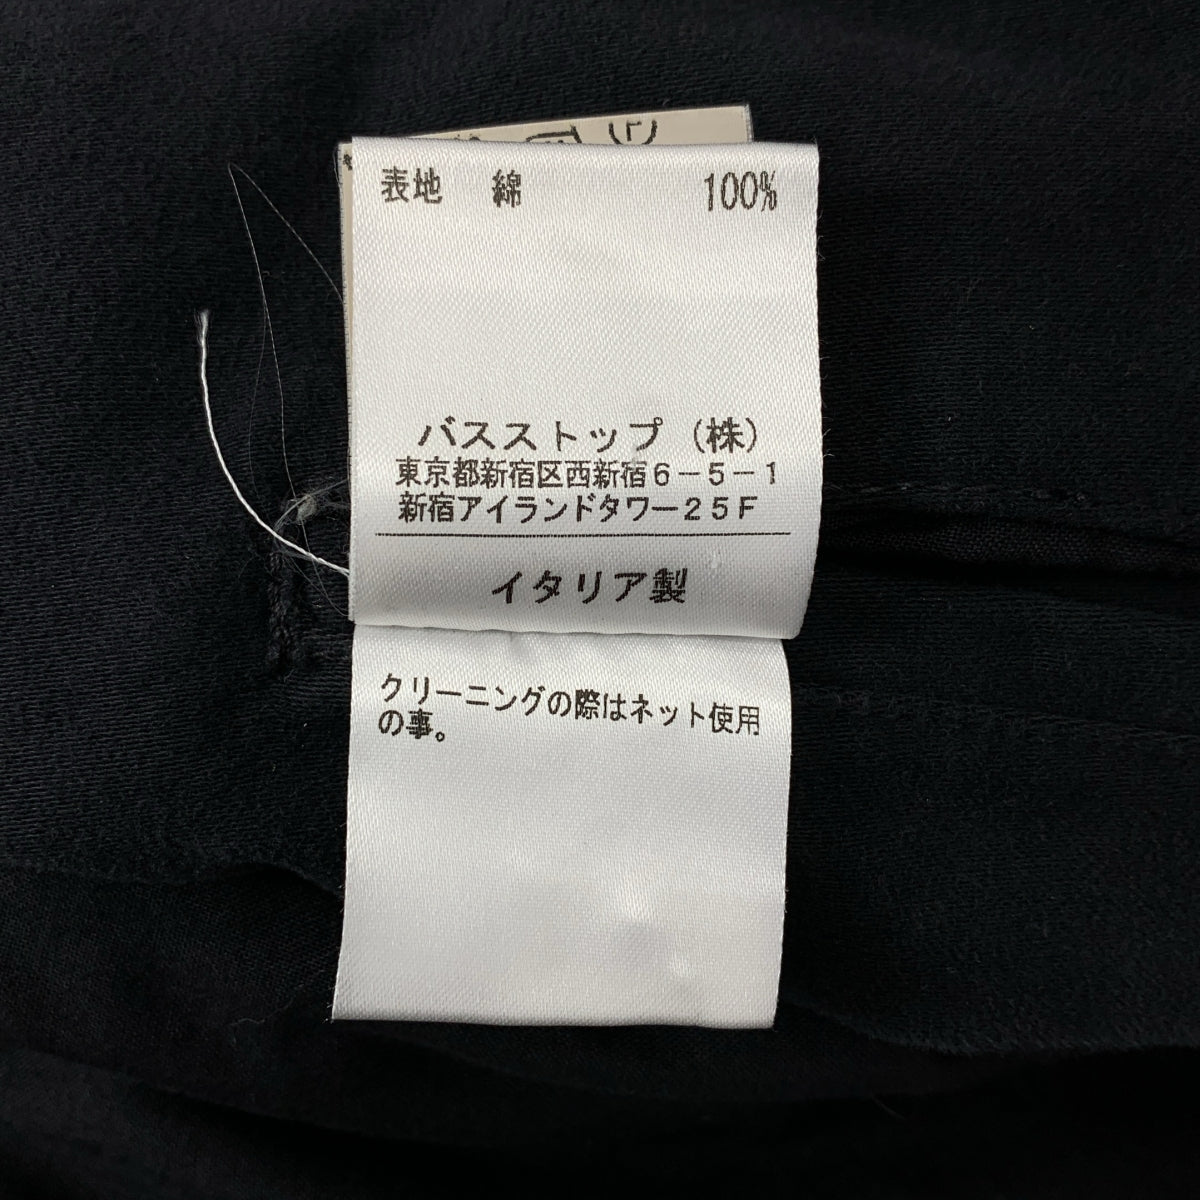 表地 綿 100%
バスストップ(株)
東京都新宿区西新宿6-5-1
新宿アイランドタワー25F
イタリア製
クリーニングの際はネット使用
の事。